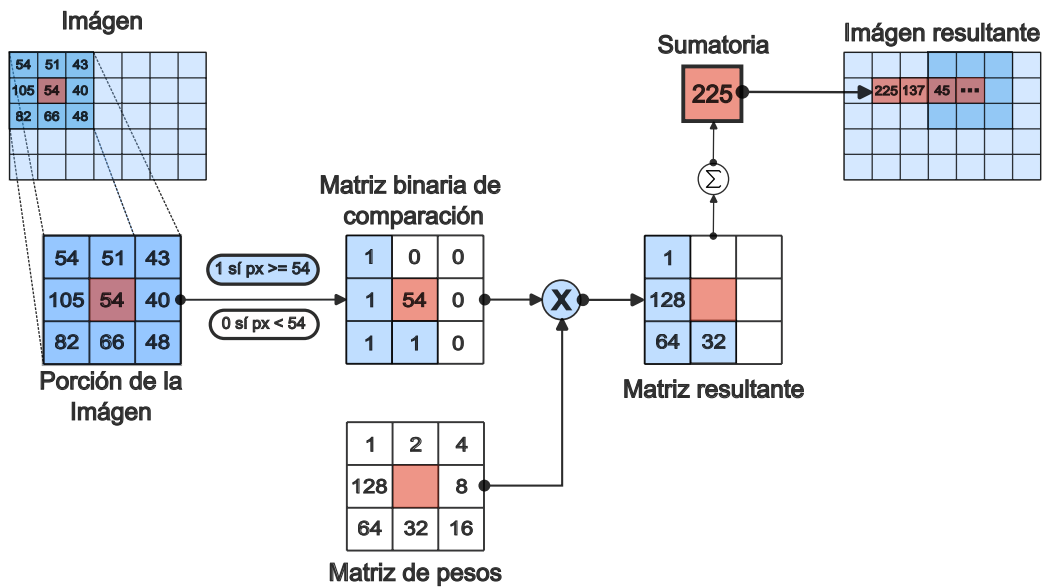 Imágen
54 51 43
105 54 40
82 66 48
Sumatoria
225
Imágen resultante
225 137 45 ...
Σ
54 51 43
105 54 40
82 66 48
Porción de la
Imágen
1 sí px >= 54
0 sí px < 54
Matriz binaria de
comparación
1 0 0
1 54 0
1 1 0
X
1
128
64 32
Matriz resultante
1 2 4
128 8
64 32 16
Matriz de pesos